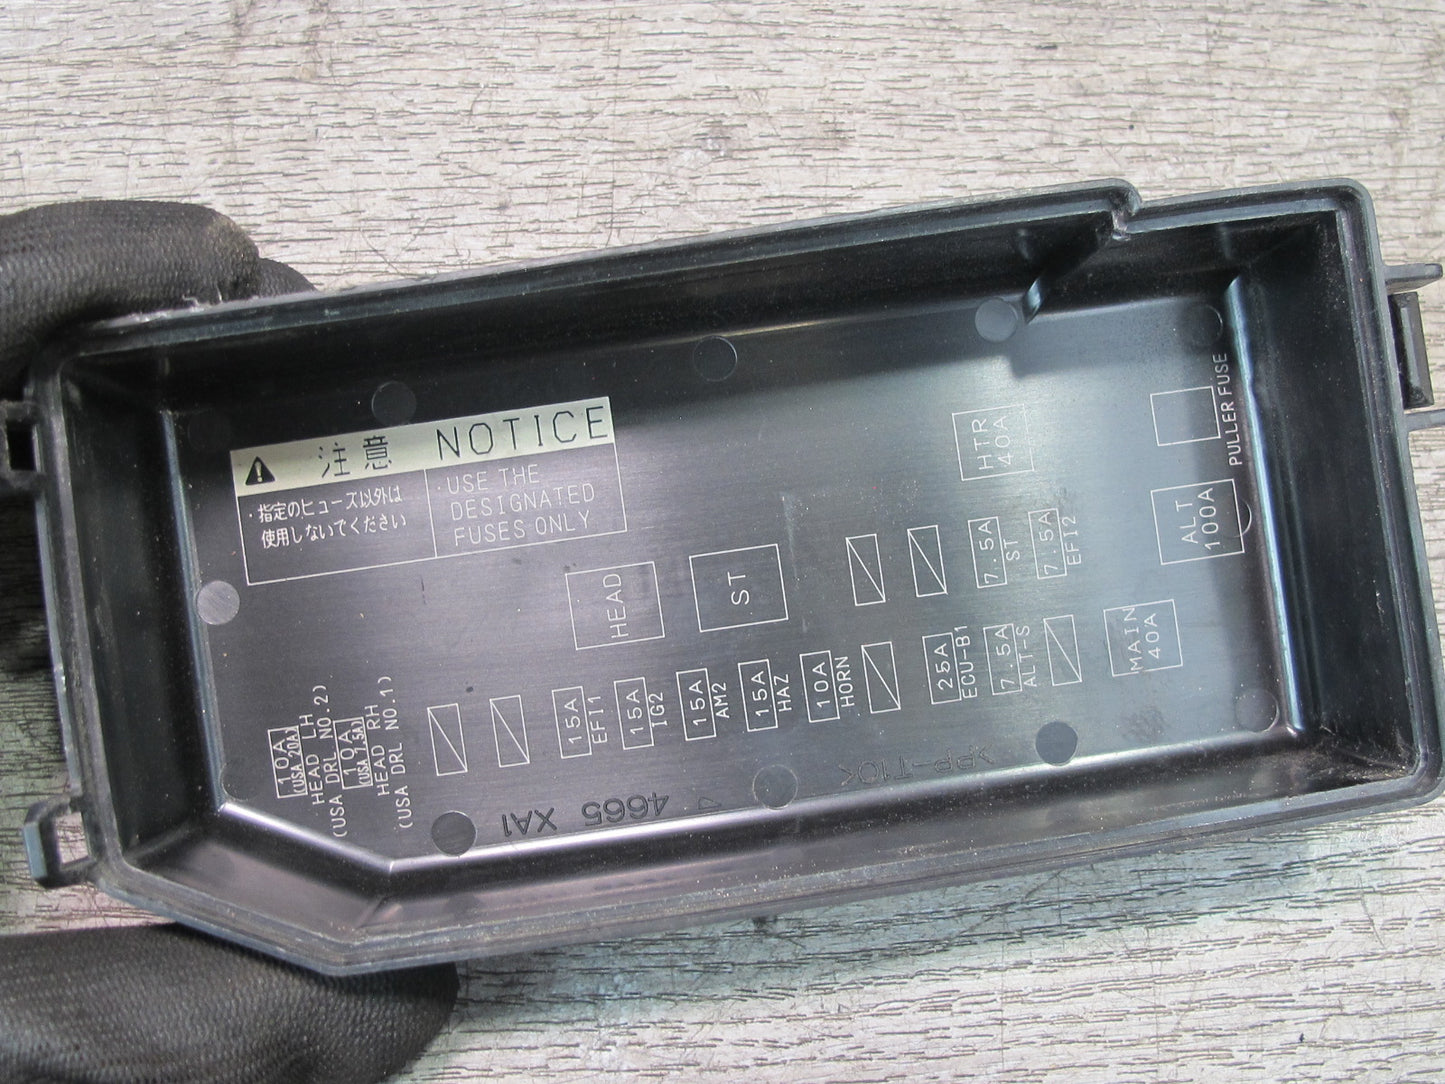 注意 NOTICE
・指定のヒューズ以外は
使用しないでください
・USE THE
DESIGNATED
FUSES ONLY
HEAD
ST
HTR
40A
PULLER FUSE
ALT
100A
7.5A
ST
7.5A
EFI2
MAIN
40A
10A
(USA 20A)
HEAD LH
(USA DRL NO.2)
10A
(USA 7.5A)
HEAD RH
(USA DRL NO.1)
15A
EFI1
15A
IG2
15A
AM2
15A
HAZ
10A
HORN
25A
ECU-B1
7.5A
ALT-S
4665 XA1
>PP-T10<